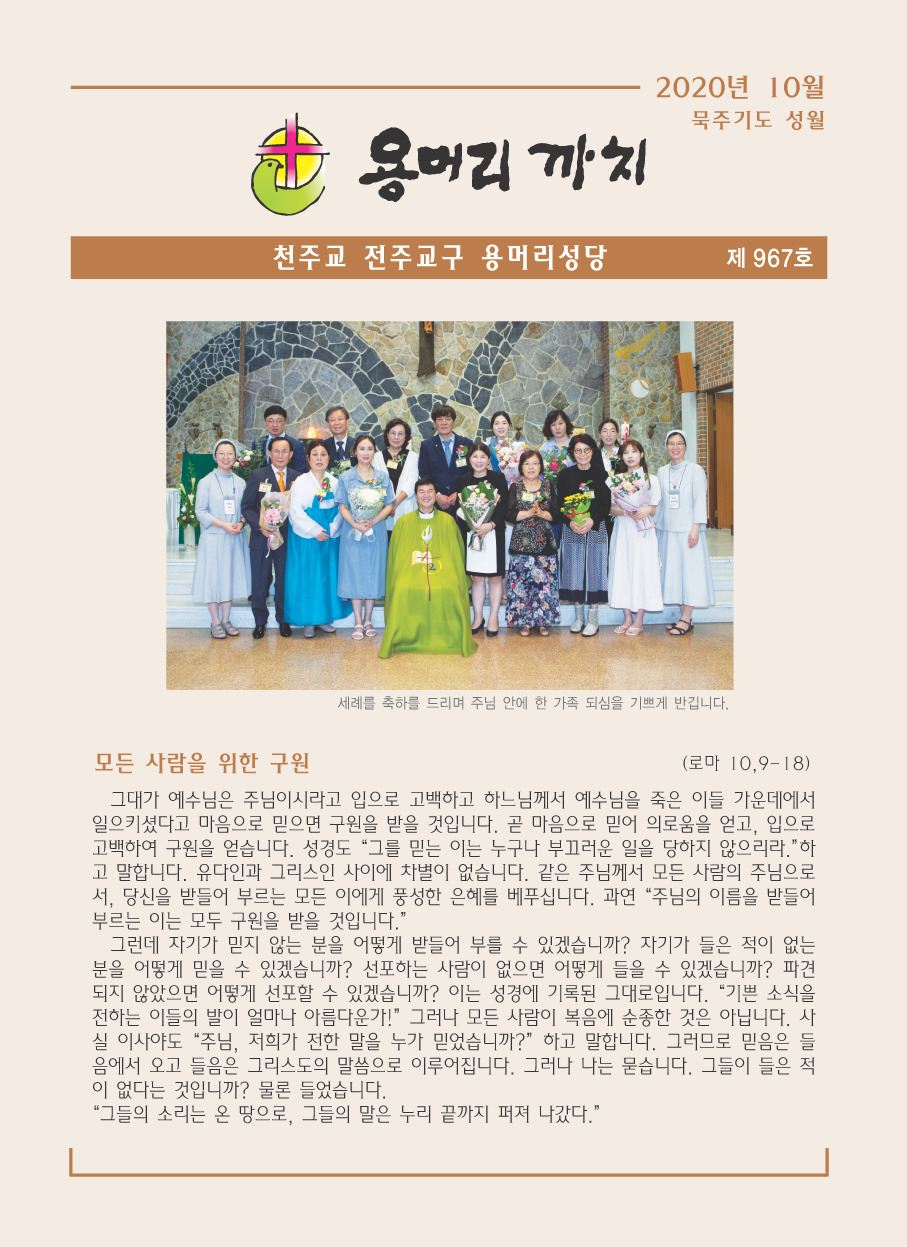 2020년 10월
묵주기도 성월
용머리 까치
천주교 전주교구 용머리성당 제 967호
세례를 축하를 드리며 주님 안에 한 가족 되심을 기쁘게 반깁니다.
모든 사람을 위한 구원 (로마 10,9-18)
그대가 예수님은 주님이시라고 입으로 고백하고 하느님께서 예수님을 죽은 이들 가운데에서
일으키셨다고 마음으로 믿으면 구원을 받을 것입니다. 곧 마음으로 믿어 의로움을 얻고, 입으로
고백하여 구원을 얻습니다. 성경도 “그를 믿는 이는 누구나 부끄러운 일을 당하지 않으리라.”하
고 말합니다. 유다인과 그리스인 사이에 차별이 없습니다. 같은 주님께서 모든 사람의 주님으로
서, 당신을 받들어 부르는 모든 이에게 풍성한 은혜를 베푸십니다. 과연 “주님의 이름을 받들어
부르는 이는 모두 구원을 받을 것입니다.”
그런데 자기가 믿지 않는 분을 어떻게 받들어 부를 수 있겠습니까? 자기가 들은 적이 없는
분을 어떻게 믿을 수 있겠습니까? 선포하는 사람이 없으면 어떻게 들을 수 있겠습니까? 파견
되지 않았으면 어떻게 선포할 수 있겠습니까? 이는 성경에 기록된 그대로입니다. “기쁜 소식을
전하는 이들의 발이 얼마나 아름다운가!” 그러나 모든 사람이 복음에 순종한 것은 아닙니다. 사
실 이사야도 “주님, 저희가 전한 말을 누가 믿었습니까?” 하고 말합니다. 그러므로 믿음은 들
음에서 오고 들음은 그리스도의 말씀으로 이루어집니다. 그러나 나는 묻습니다. 그들이 들은 적
이 없다는 것입니까? 물론 들었습니다.
“그들의 소리는 온 땅으로, 그들의 말은 누리 끝까지 퍼져 나갔다.”